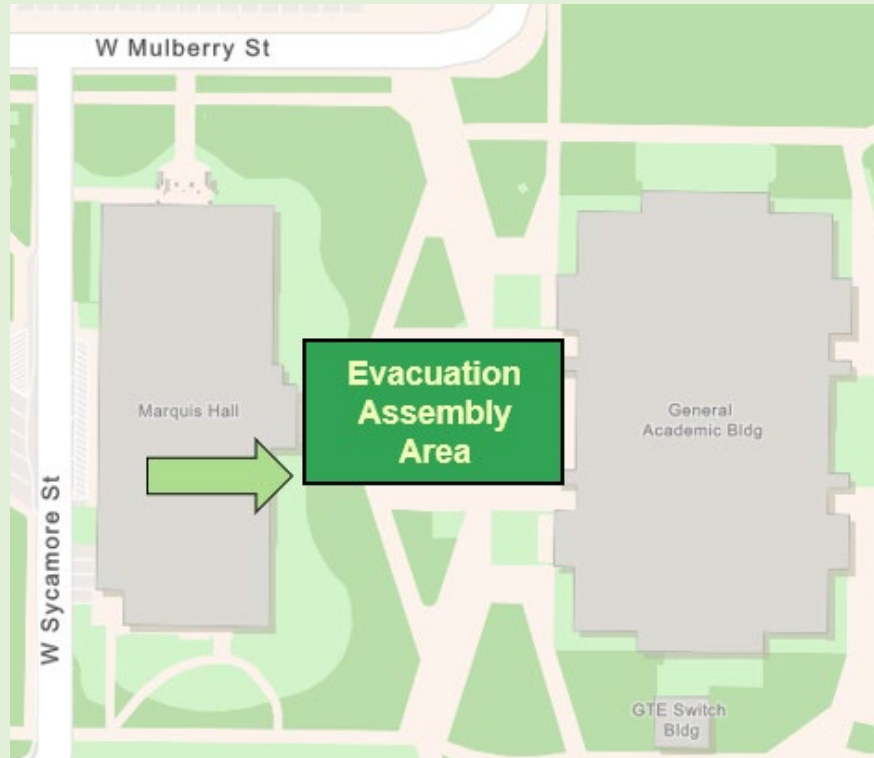 W Mulberry St
Evacuation
Assembly
Area
Marquis Hall
General
Academic Bldg
W Sycamore St
GTE Switch
Bldg